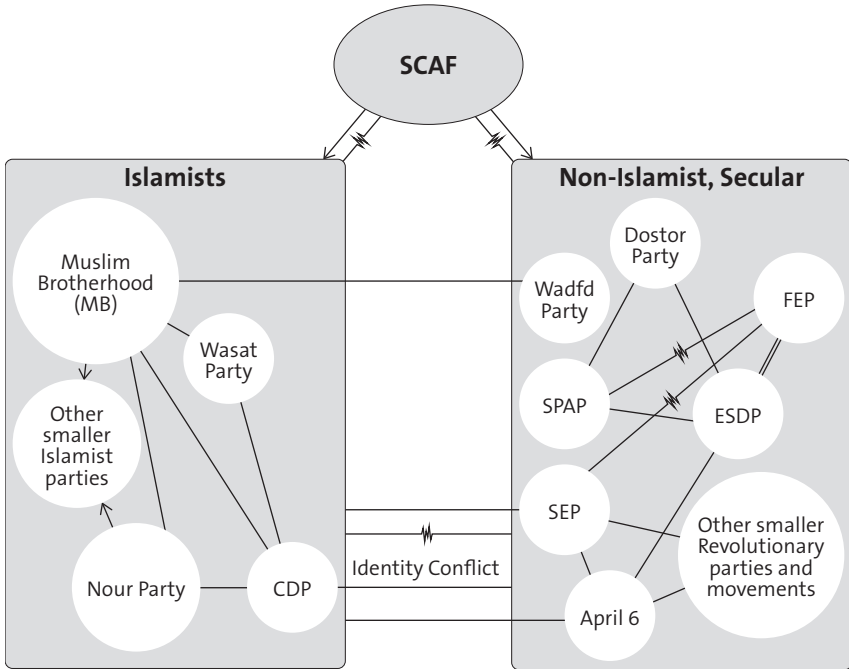 SCAF
Islamists
Muslim
Brotherhood
(MB)
Wasat
Party
Other
smaller
Islamist
parties
Nour Party
CDP
Identity Conflict
Non-Islamist, Secular
Dostor
Party
Wadfd
Party
FEP
SPAP
ESDP
SEP
Other smaller
Revolutionary
parties and
movements
April 6